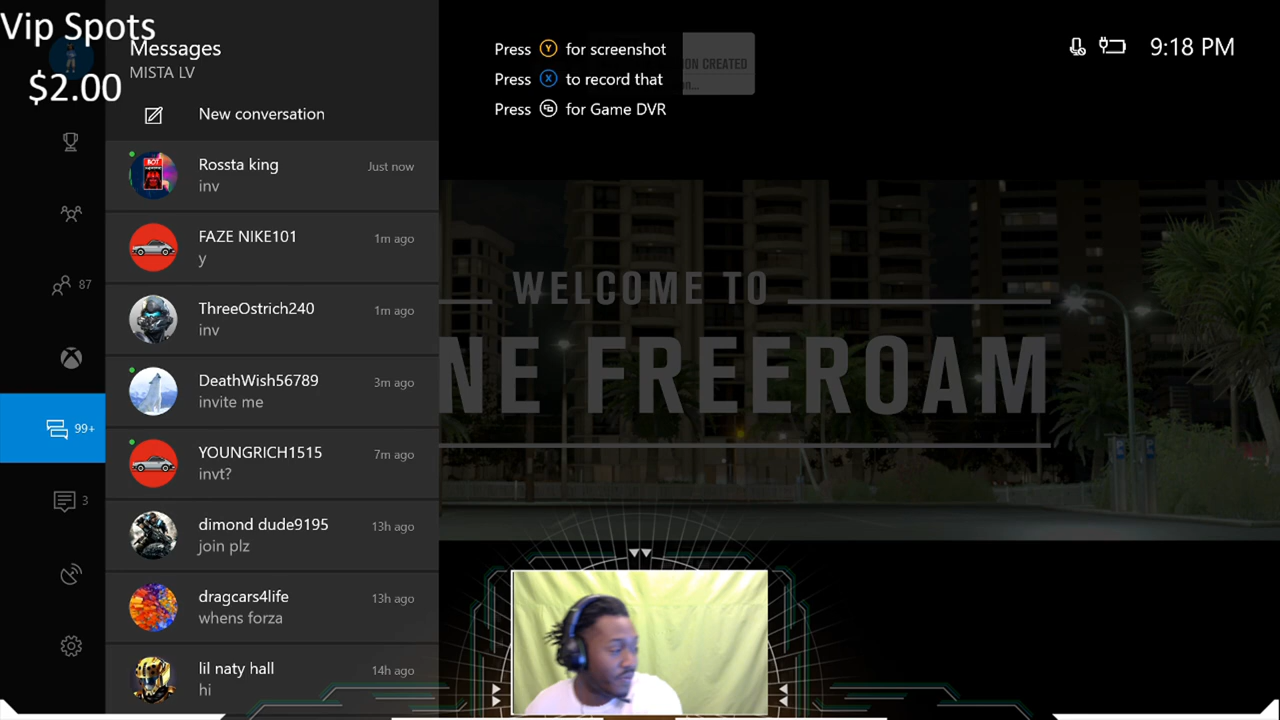 Vip Spots
$2.00
Messages
MISTA LV
New conversation
Rossta king
Just now
inv
FAZE NIKE101
1m ago
y
ThreeOstrich240
1m ago
inv
DeathWish56789
3m ago
invite me
YOUNGRICH1515
7m ago
invt?
dimond dude9195
13h ago
join plz
dragcars4life
13h ago
whens forza
lil naty hall
14h ago
hi
87
99+
3
Press Y for screenshot
Press X to record that
Press for Game DVR
ON CREATED
9:18 PM
WELCOME TO
NE FREEROAM